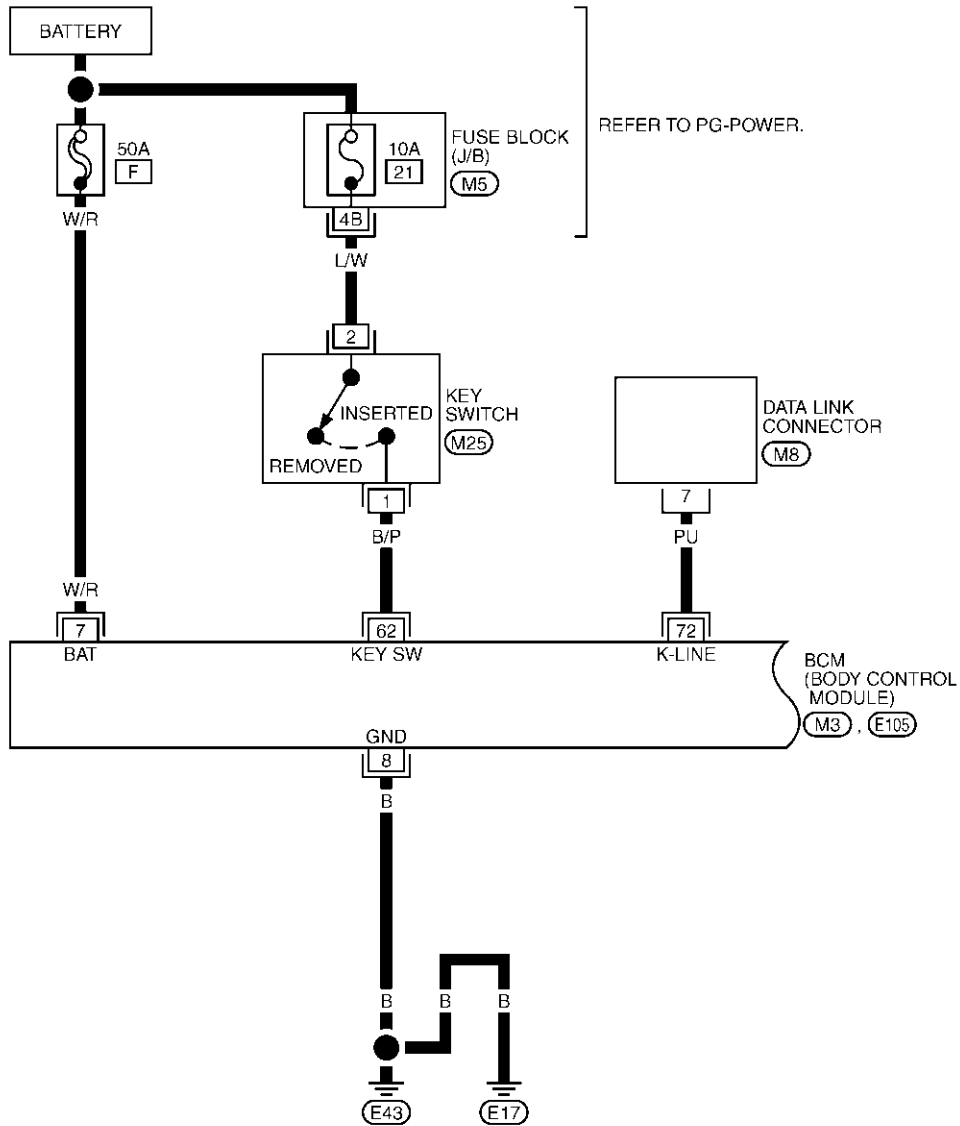 BATTERY
REFER TO PG-POWER.
50A
F
10A
21
FUSE BLOCK
(J/B)
M5
W/R
4B
L/W
2
INSERTED
REMOVED
KEY
SWITCH
M25
DATA LINK
CONNECTOR
M8
1
7
B/P
PU
W/R
7
62
72
BAT
KEY SW
K-LINE
BCM
(BODY CONTROL
MODULE)
M3 , E105
GND
8
B
B
B
B
E43
E17